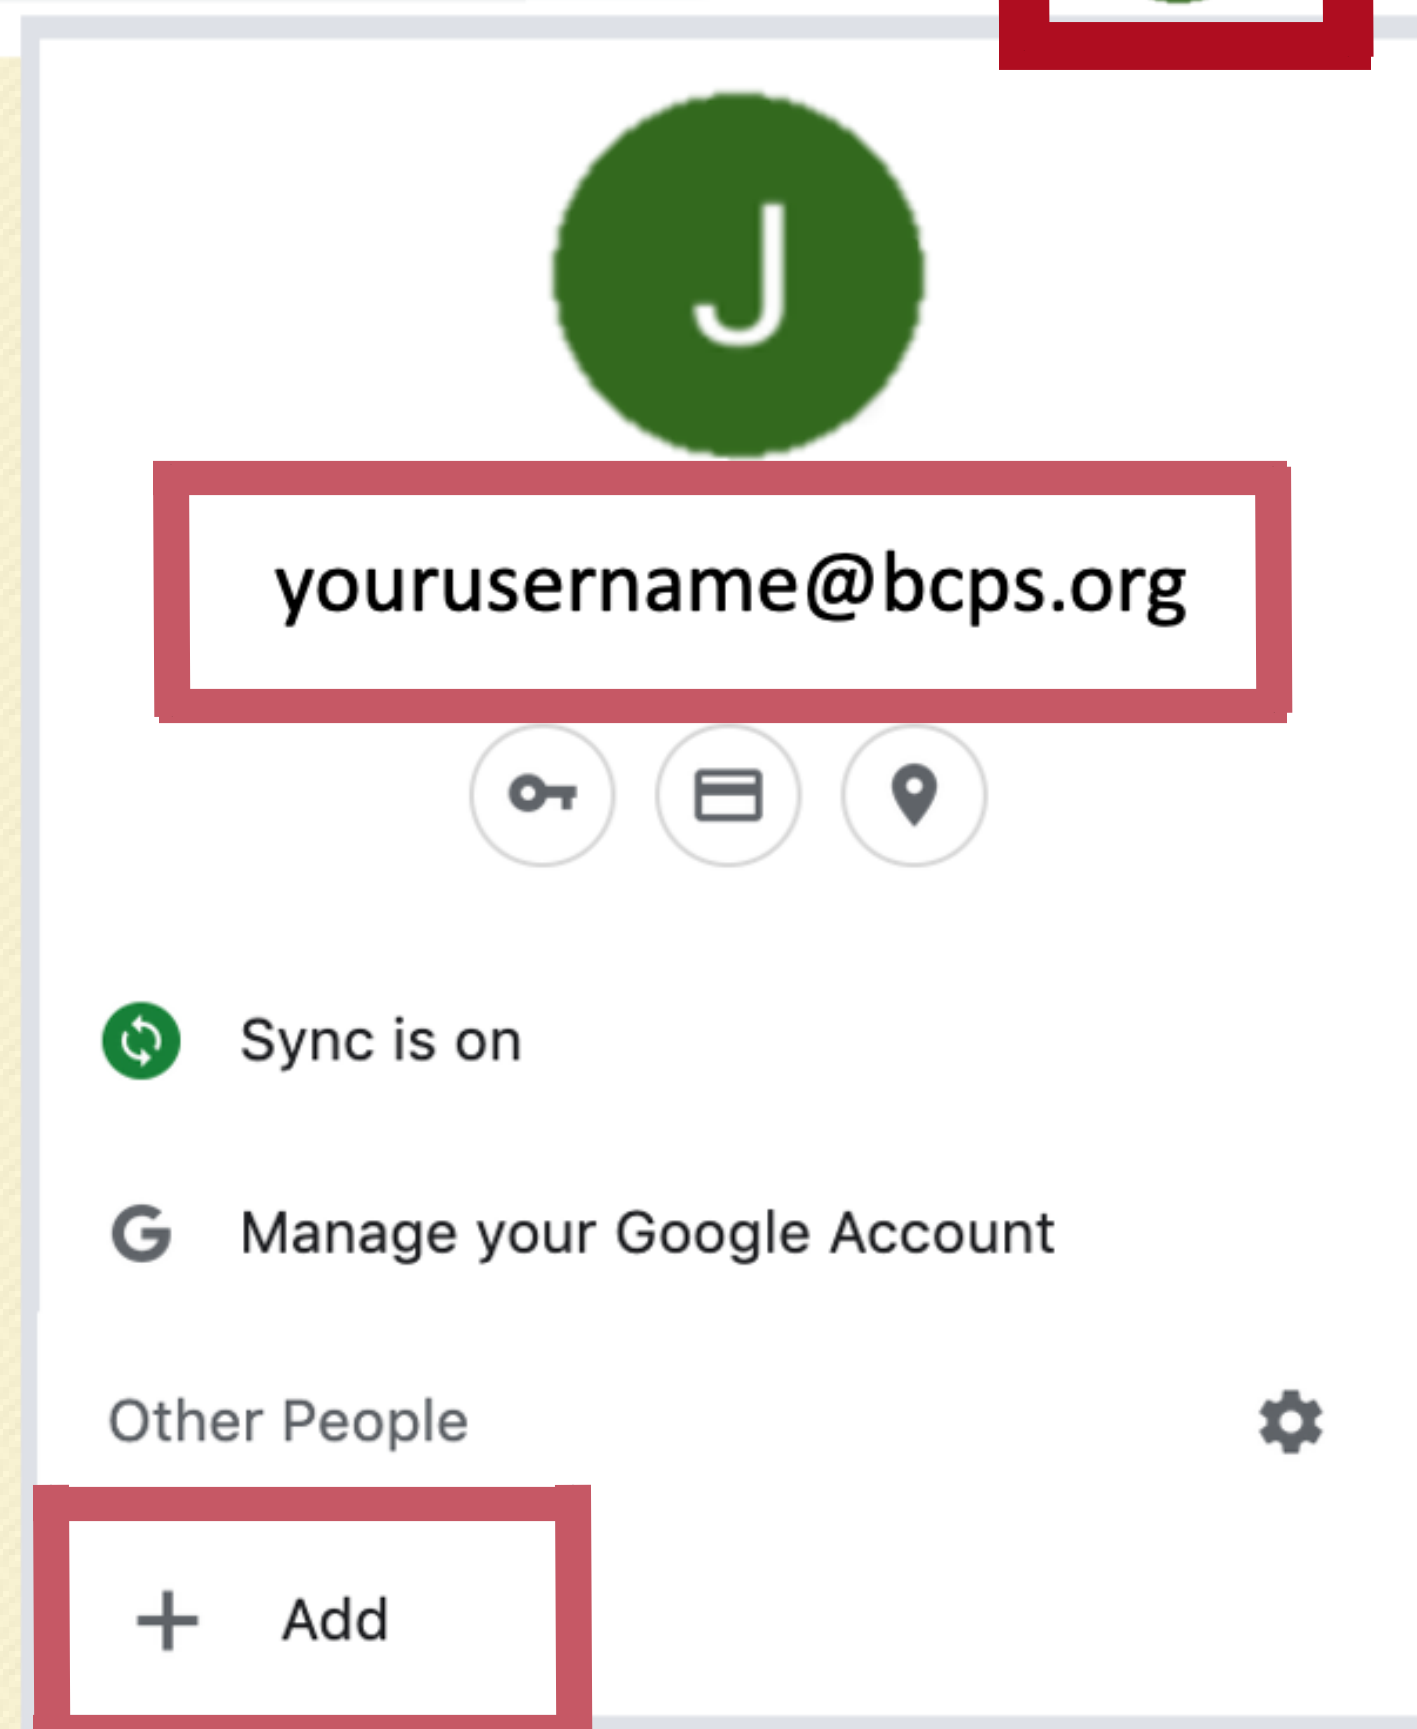 J
yourusername@bcps.org
Sync is on
G Manage your Google Account
Other People
+ Add